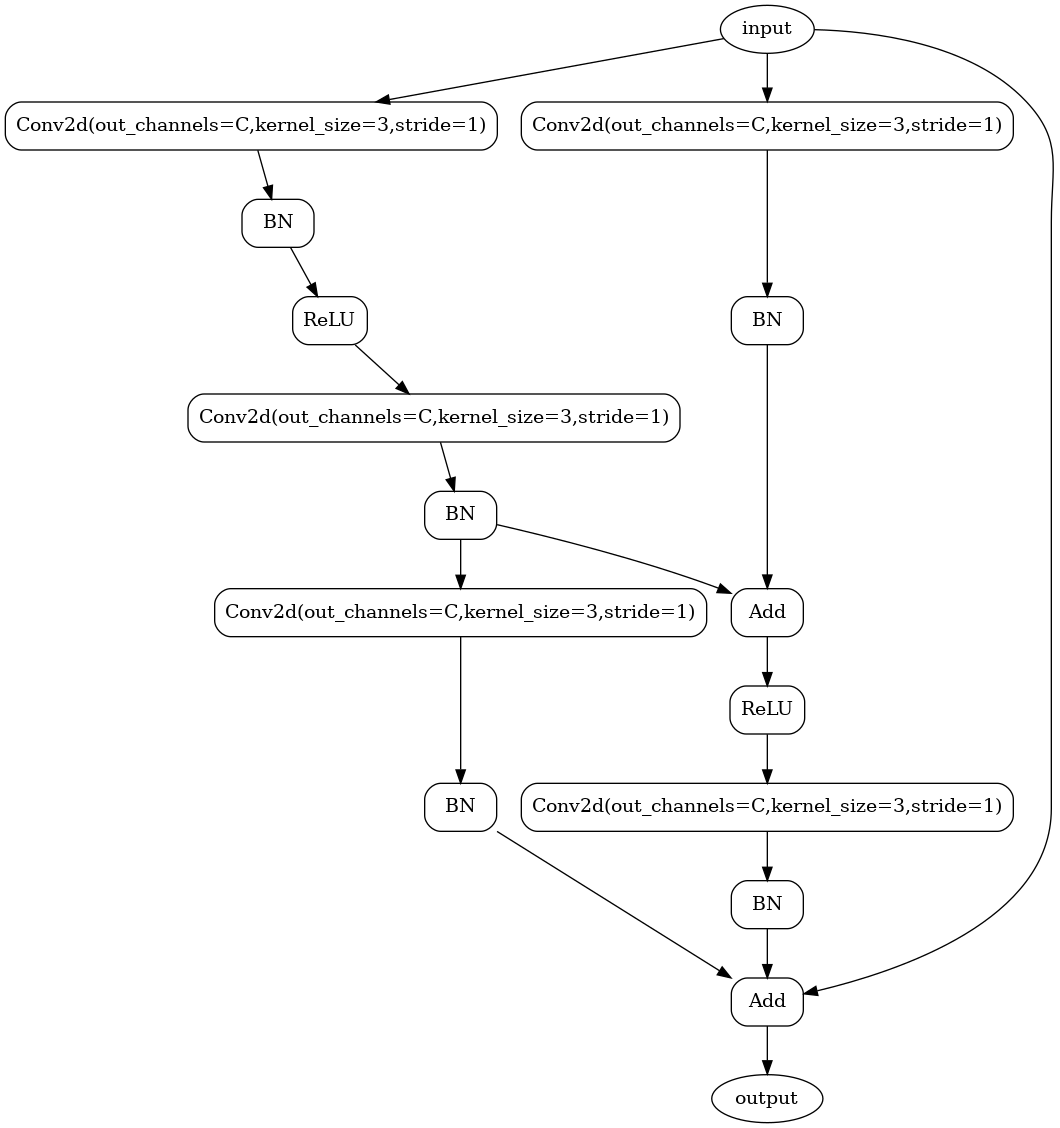 input
Conv2d(out_channels=C,kernel_size=3,stride=1)
Conv2d(out_channels=C,kernel_size=3,stride=1)
BN
ReLU
BN
Conv2d(out_channels=C,kernel_size=3,stride=1)
BN
Conv2d(out_channels=C,kernel_size=3,stride=1)
Add
ReLU
BN
Conv2d(out_channels=C,kernel_size=3,stride=1)
BN
Add
output